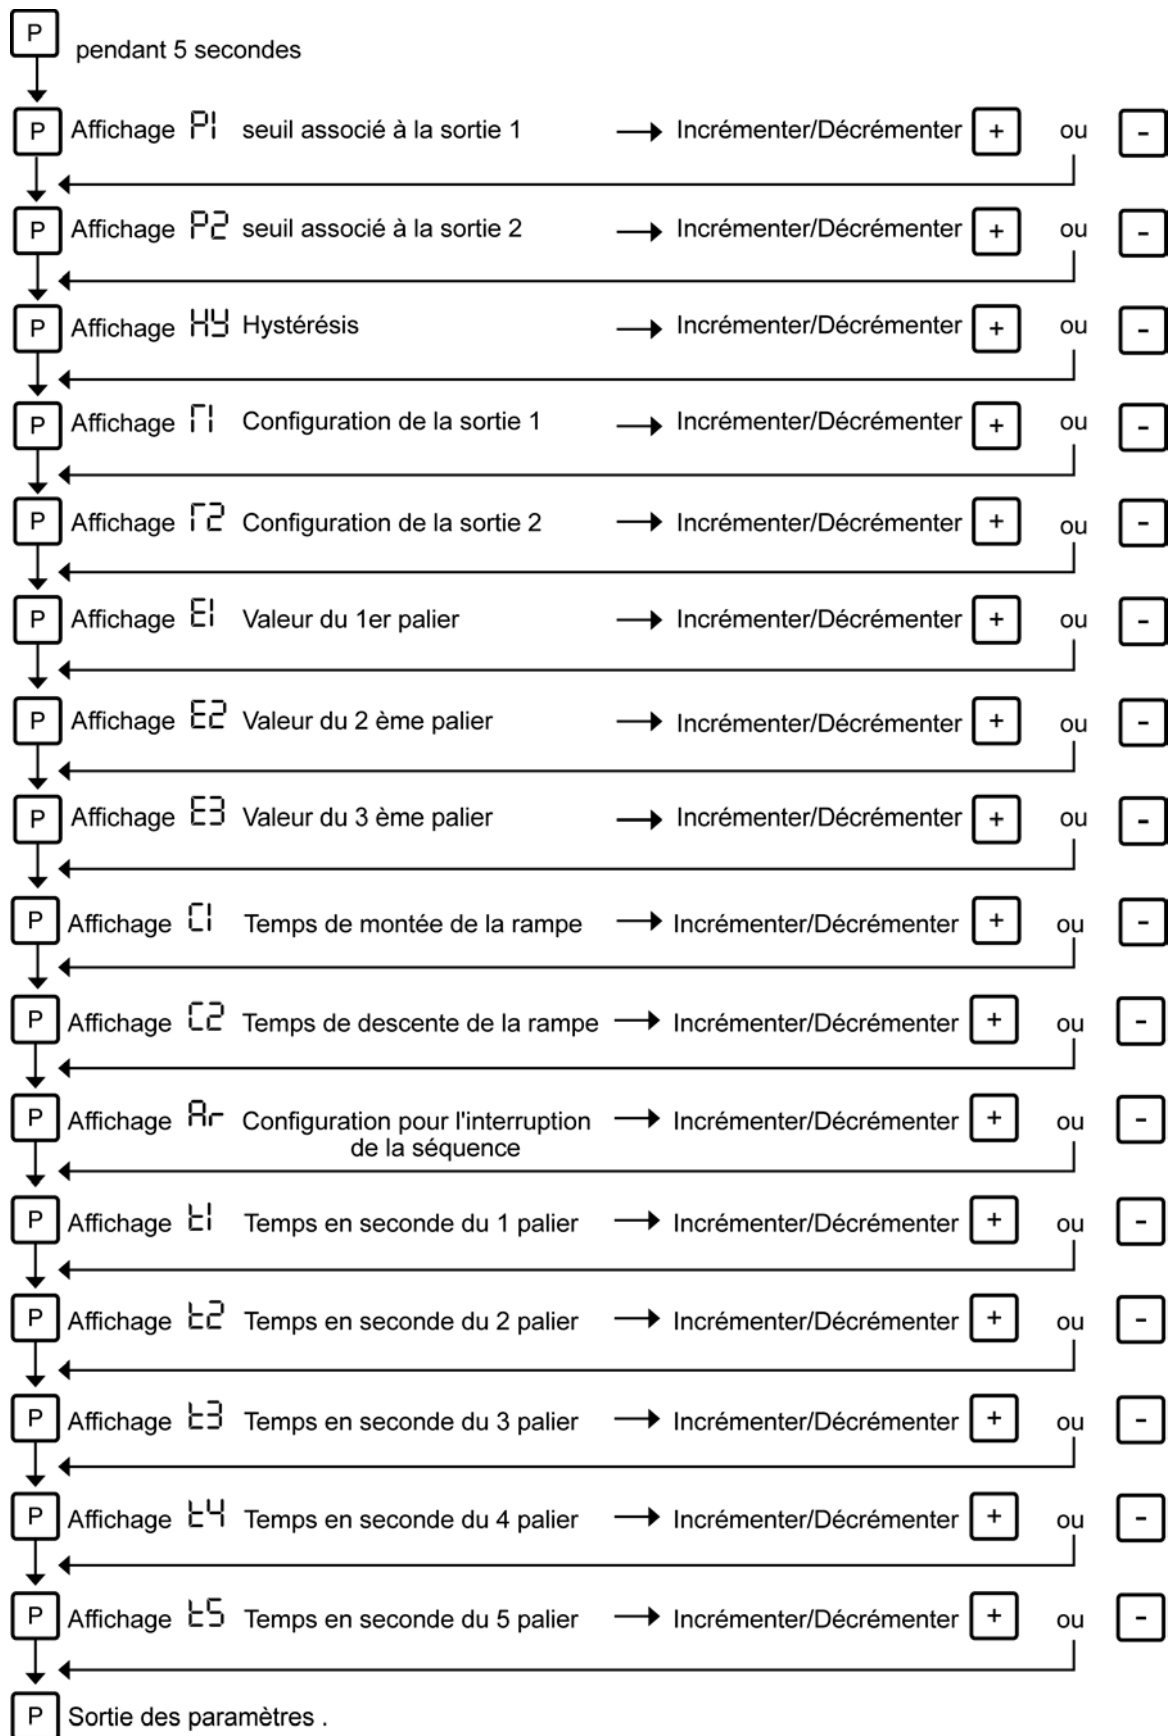 P pendant 5 secondes
P Affichage P1 seuil associé à la sortie 1 Incrémenter/Décrémenter + ou -
P Affichage P2 seuil associé à la sortie 2 Incrémenter/Décrémenter + ou -
P Affichage HY Hystérésis Incrémenter/Décrémenter + ou -
P Affichage Γ1 Configuration de la sortie 1 Incrémenter/Décrémenter + ou -
P Affichage Γ2 Configuration de la sortie 2 Incrémenter/Décrémenter + ou -
P Affichage E1 Valeur du 1er palier Incrémenter/Décrémenter + ou -
P Affichage E2 Valeur du 2 ème palier Incrémenter/Décrémenter + ou -
P Affichage E3 Valeur du 3 ème palier Incrémenter/Décrémenter + ou -
P Affichage C1 Temps de montée de la rampe Incrémenter/Décrémenter + ou -
P Affichage C2 Temps de descente de la rampe Incrémenter/Décrémenter + ou -
P Affichage Ar Configuration pour l'interruption Incrémenter/Décrémenter + ou -
de la séquence
P Affichage t1 Temps en seconde du 1 palier Incrémenter/Décrémenter + ou -
P Affichage t2 Temps en seconde du 2 palier Incrémenter/Décrémenter + ou -
P Affichage t3 Temps en seconde du 3 palier Incrémenter/Décrémenter + ou -
P Affichage t4 Temps en seconde du 4 palier Incrémenter/Décrémenter + ou -
P Affichage t5 Temps en seconde du 5 palier Incrémenter/Décrémenter + ou -
P Sortie des paramètres .